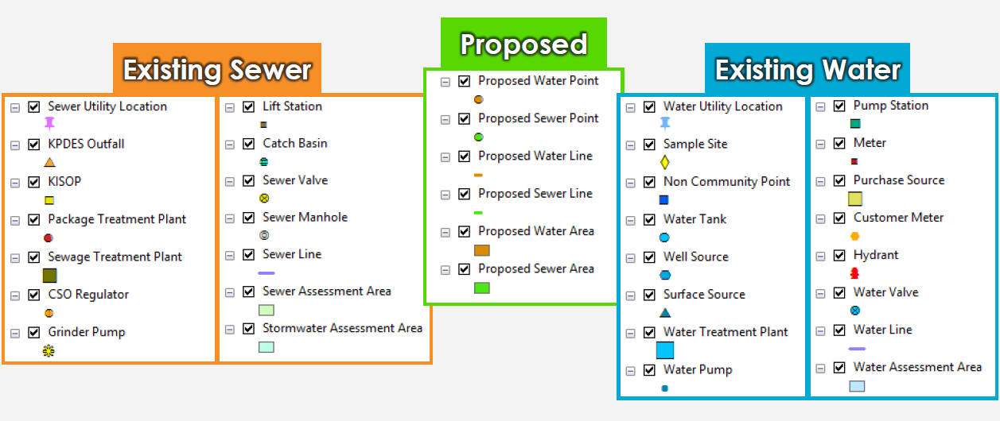 Existing Sewer
Sewer Utility Location
KPDES Outfall
KISOP
Package Treatment Plant
Sewage Treatment Plant
CSO Regulator
Grinder Pump
Lift Station
Catch Basin
Sewer Valve
Sewer Manhole
Sewer Line
Sewer Assessment Area
Stormwater Assessment Area
Proposed
Proposed Water Point
Proposed Sewer Point
Proposed Water Line
Proposed Sewer Line
Proposed Water Area
Proposed Sewer Area
Existing Water
Water Utility Location
Sample Site
Non Community Point
Water Tank
Well Source
Surface Source
Water Treatment Plant
Water Pump
Pump Station
Meter
Purchase Source
Customer Meter
Hydrant
Water Valve
Water Line
Water Assessment Area